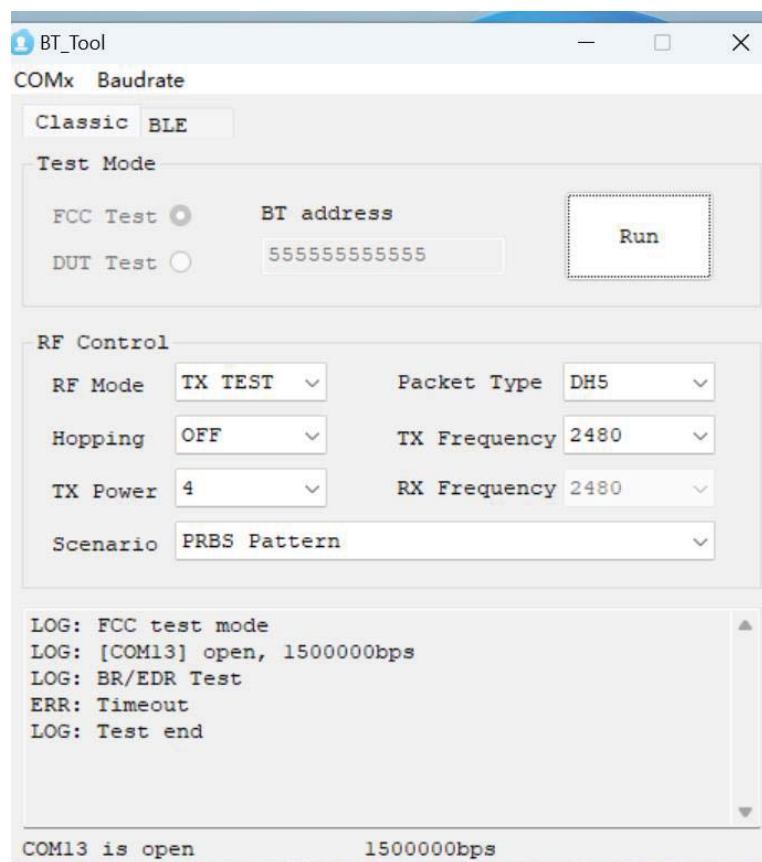 BT_Tool
COMx Baudrate
Classic BLE
Test Mode
FCC Test BT address
Run
DUT Test 555555555555
RF Control
RF Mode TX TEST Packet Type DH5
Hopping OFF TX Frequency 2480
TX Power 4 RX Frequency 2480
Scenario PRBS Pattern
LOG: FCC test mode
LOG: [COM13] open, 1500000bps
LOG: BR/EDR Test
ERR: Timeout
LOG: Test end
COM13 is open 1500000bps